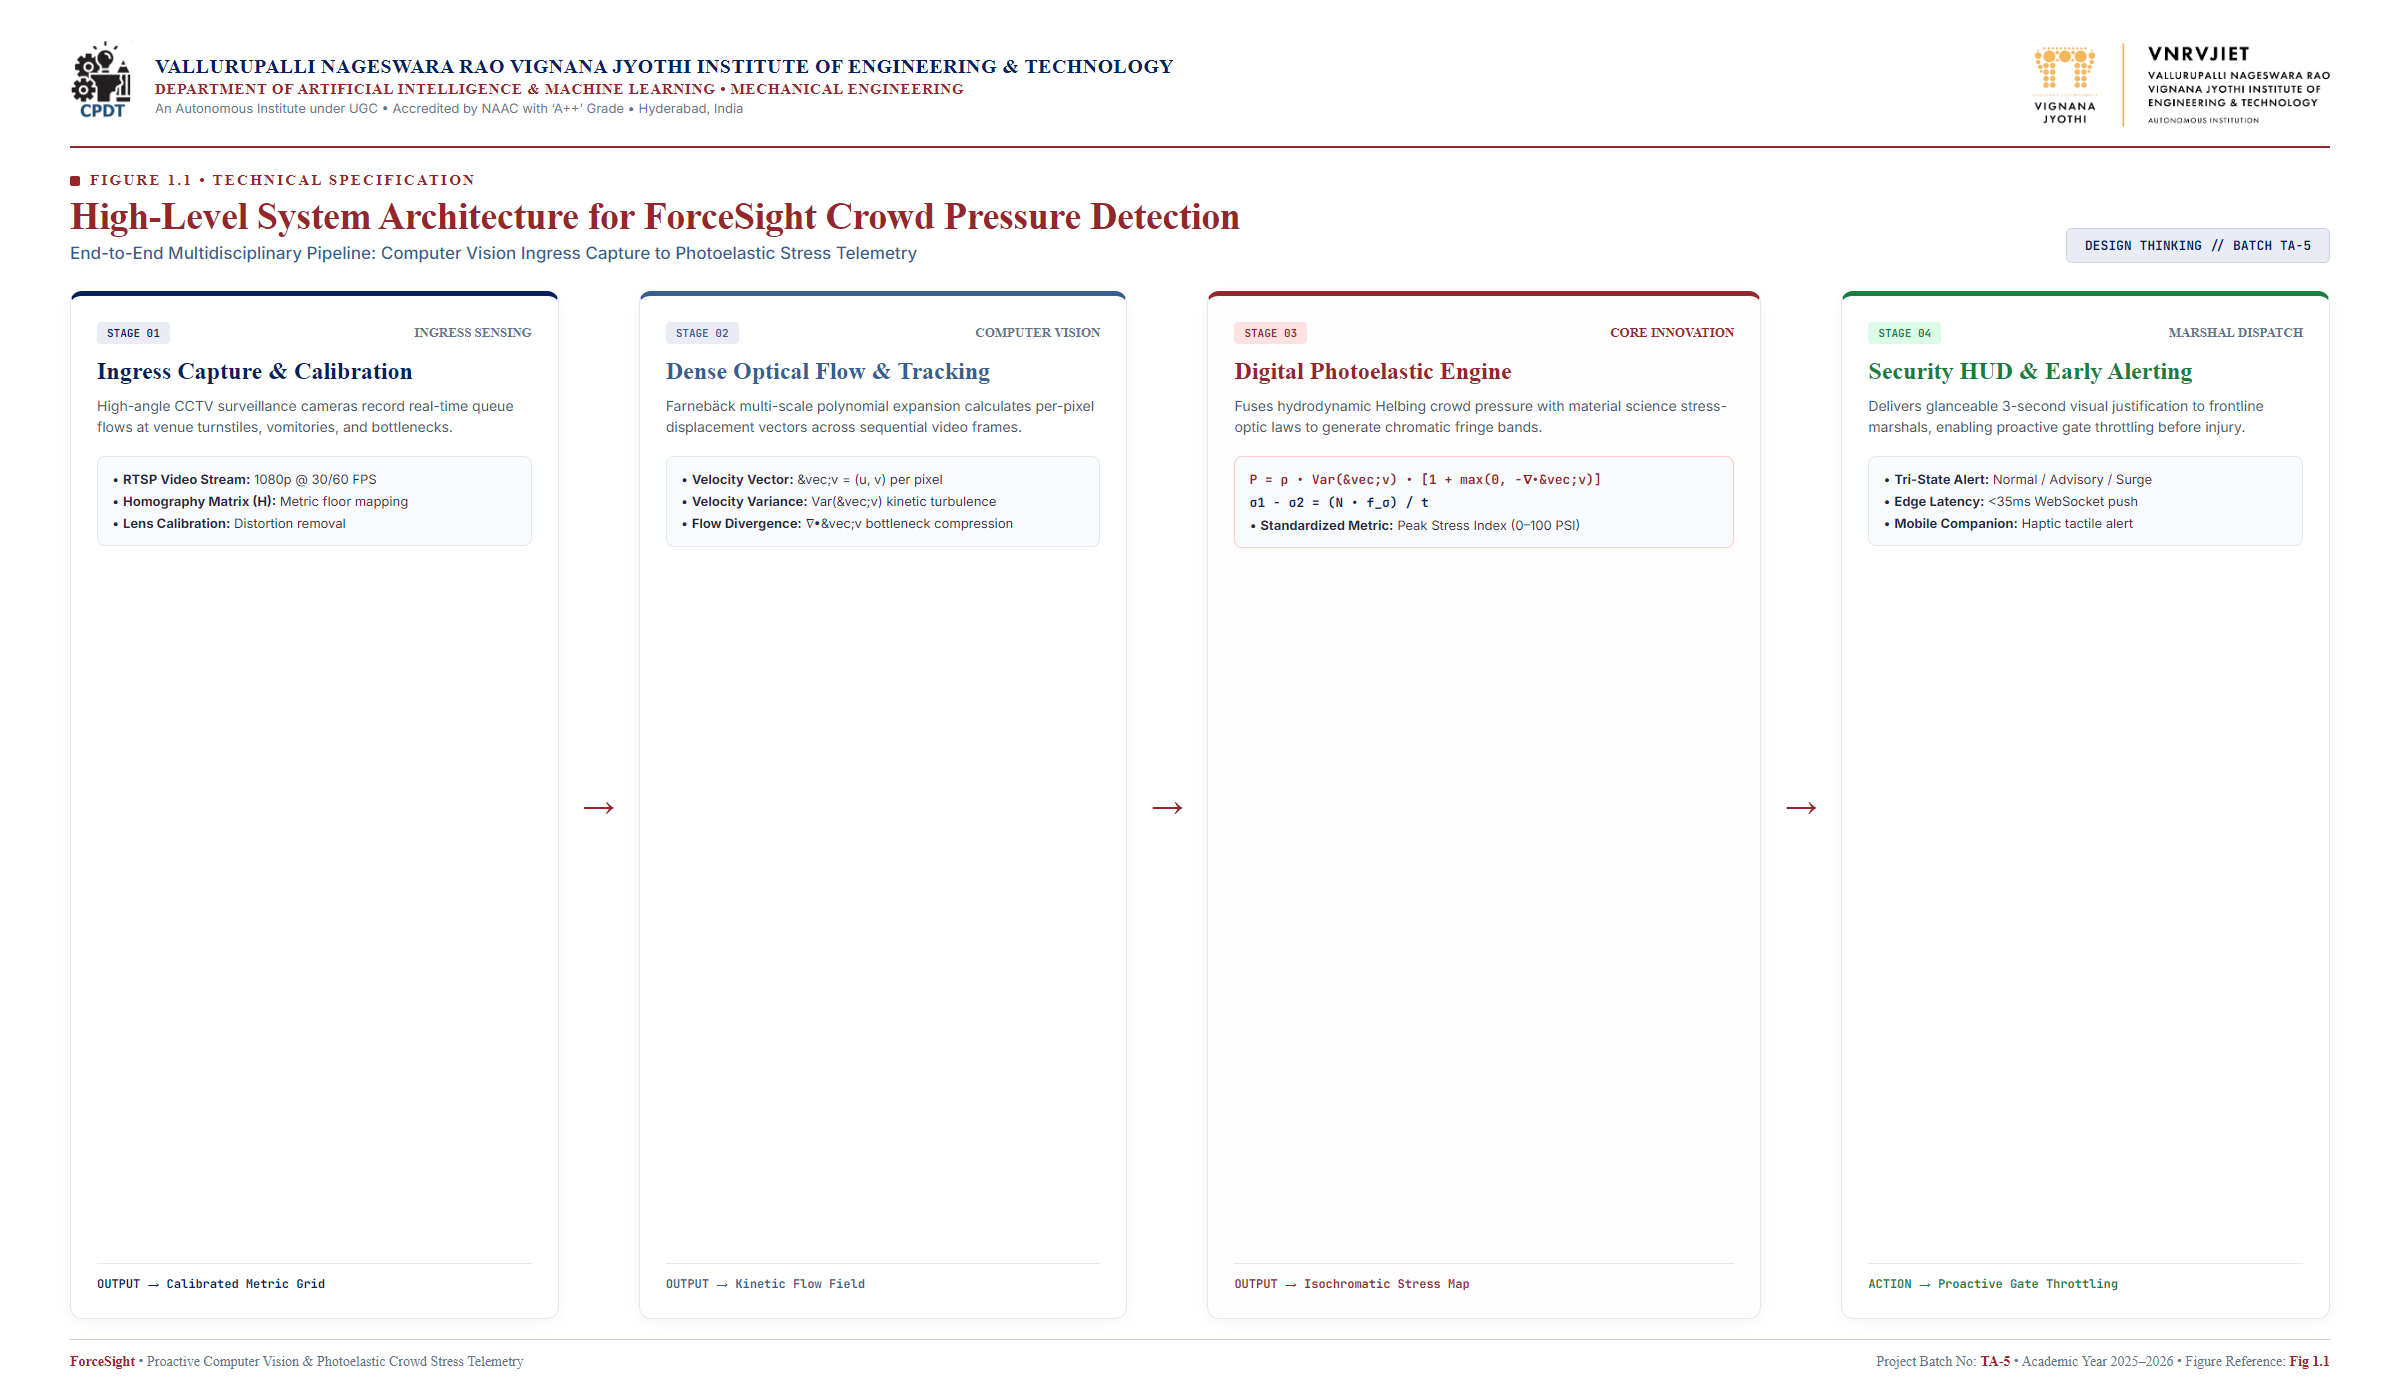 CPDT
VALLURUPALLI NAGESWARA RAO VIGNANA JYOTHI INSTITUTE OF ENGINEERING & TECHNOLOGY
DEPARTMENT OF ARTIFICIAL INTELLIGENCE & MACHINE LEARNING • MECHANICAL ENGINEERING
An Autonomous Institute under UGC • Accredited by NAAC with ‘A++’ Grade • Hyderabad, India
VIGNANA
JYOTHI
VNRVJIET
VALLURUPALLI NAGESWARA RAO
VIGNANA JYOTHI INSTITUTE OF
ENGINEERING & TECHNOLOGY
AUTONOMOUS INSTITUTION
FIGURE 1.1 • TECHNICAL SPECIFICATION
High-Level System Architecture for ForceSight Crowd Pressure Detection
End-to-End Multidisciplinary Pipeline: Computer Vision Ingress Capture to Photoelastic Stress Telemetry
DESIGN THINKING // BATCH TA-5
STAGE 01
INGRESS SENSING
Ingress Capture & Calibration
High-angle CCTV surveillance cameras record real-time queue
flows at venue turnstiles, vomitories, and bottlenecks.
• RTSP Video Stream: 1080p @ 30/60 FPS
• Homography Matrix (H): Metric floor mapping
• Lens Calibration: Distortion removal
OUTPUT → Calibrated Metric Grid
→
STAGE 02
COMPUTER VISION
Dense Optical Flow & Tracking
Farnebäck multi-scale polynomial expansion calculates per-pixel
displacement vectors across sequential video frames.
• Velocity Vector: &vec;v = (u, v) per pixel
• Velocity Variance: Var(&vec;v) kinetic turbulence
• Flow Divergence: ∇•&vec;v bottleneck compression
OUTPUT → Kinetic Flow Field
→
STAGE 03
CORE INNOVATION
Digital Photoelastic Engine
Fuses hydrodynamic Helbing crowd pressure with material science stress-
optic laws to generate chromatic fringe bands.
P = ρ • Var(&vec;v) • [1 + max(0, -∇•&vec;v)]
σ1 - σ2 = (N • f_σ) / t
• Standardized Metric: Peak Stress Index (0–100 PSI)
OUTPUT → Isochromatic Stress Map
→
STAGE 04
MARSHAL DISPATCH
Security HUD & Early Alerting
Delivers glanceable 3-second visual justification to frontline
marshals, enabling proactive gate throttling before injury.
• Tri-State Alert: Normal / Advisory / Surge
• Edge Latency: <35ms WebSocket push
• Mobile Companion: Haptic tactile alert
ACTION → Proactive Gate Throttling
ForceSight • Proactive Computer Vision & Photoelastic Crowd Stress Telemetry
Project Batch No: TA-5 • Academic Year 2025–2026 • Figure Reference: Fig 1.1